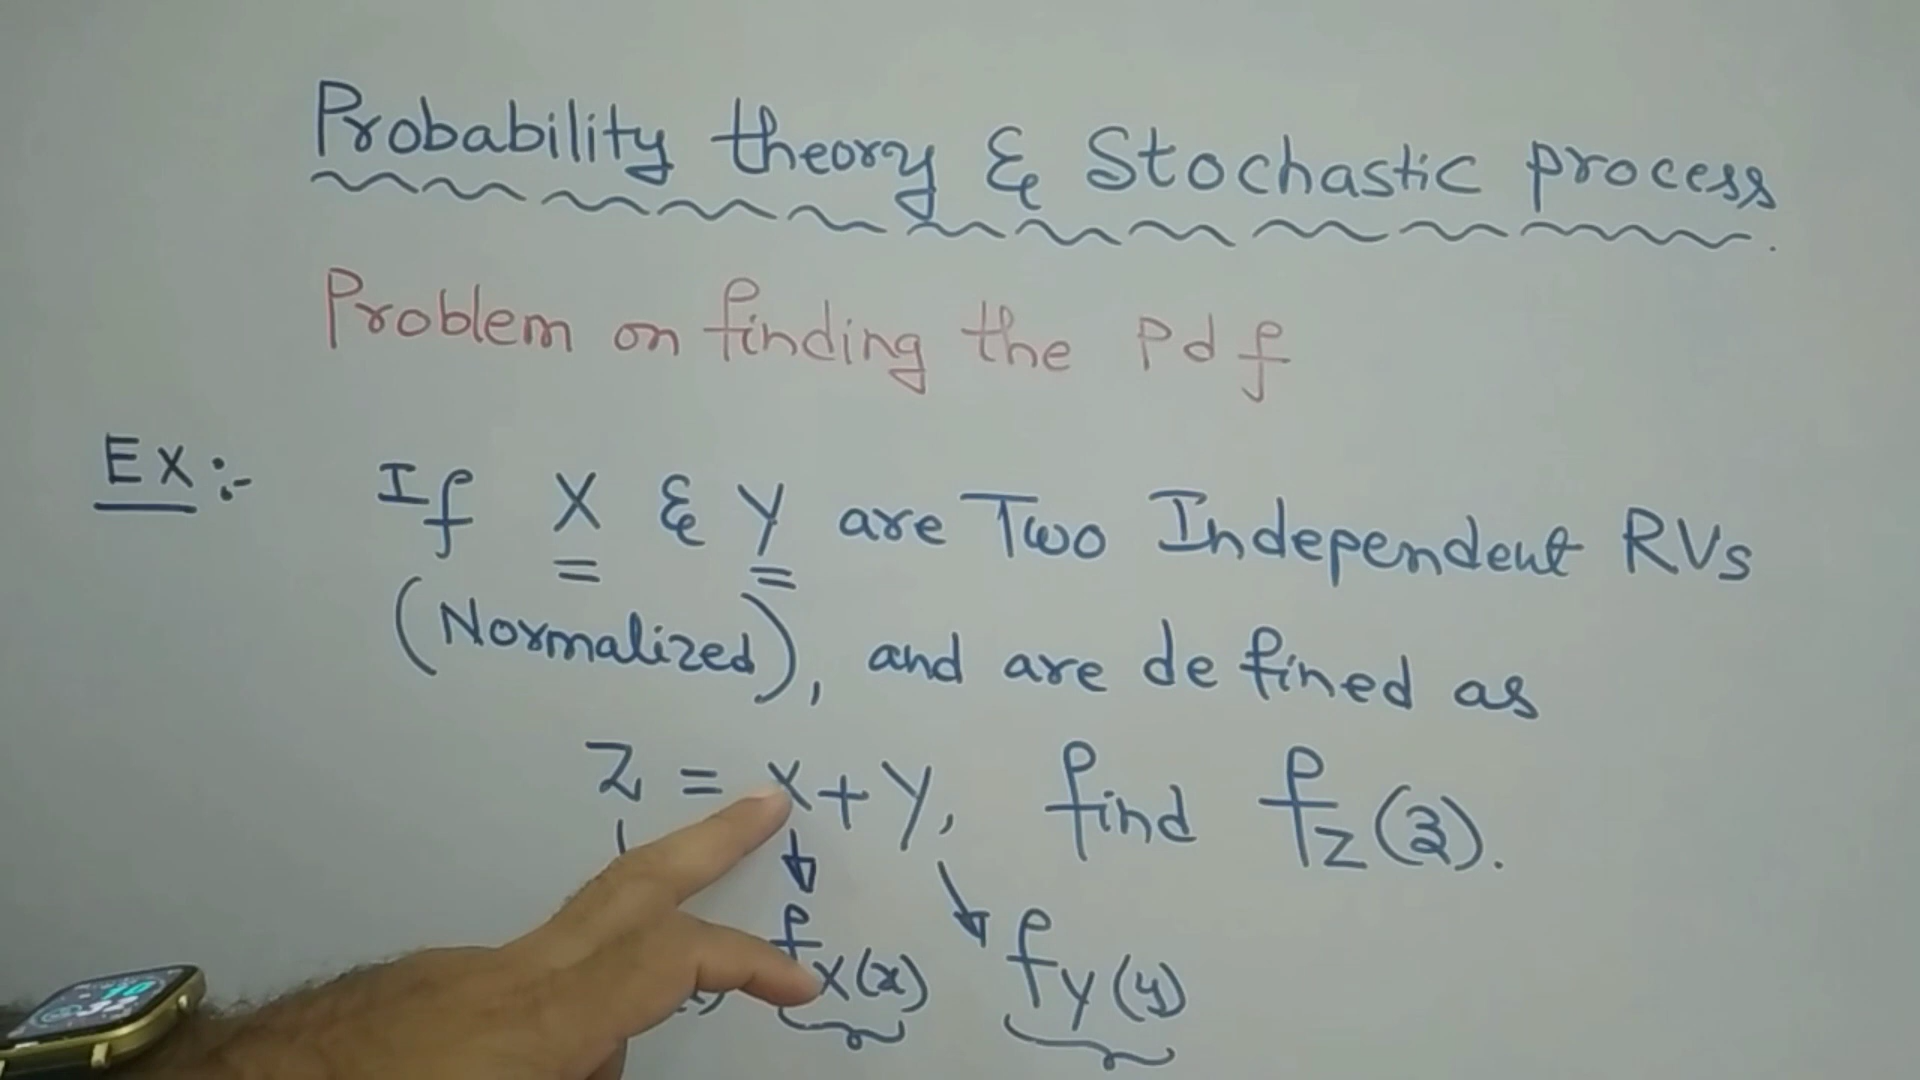 Probability theory & Stochastic process
Problem on finding the Pdf
Ex:- If X & Y are Two Independent RVs
(Normalized), and are defined as
Z = X+Y, find fZ(z).
fX(x) fY(y)